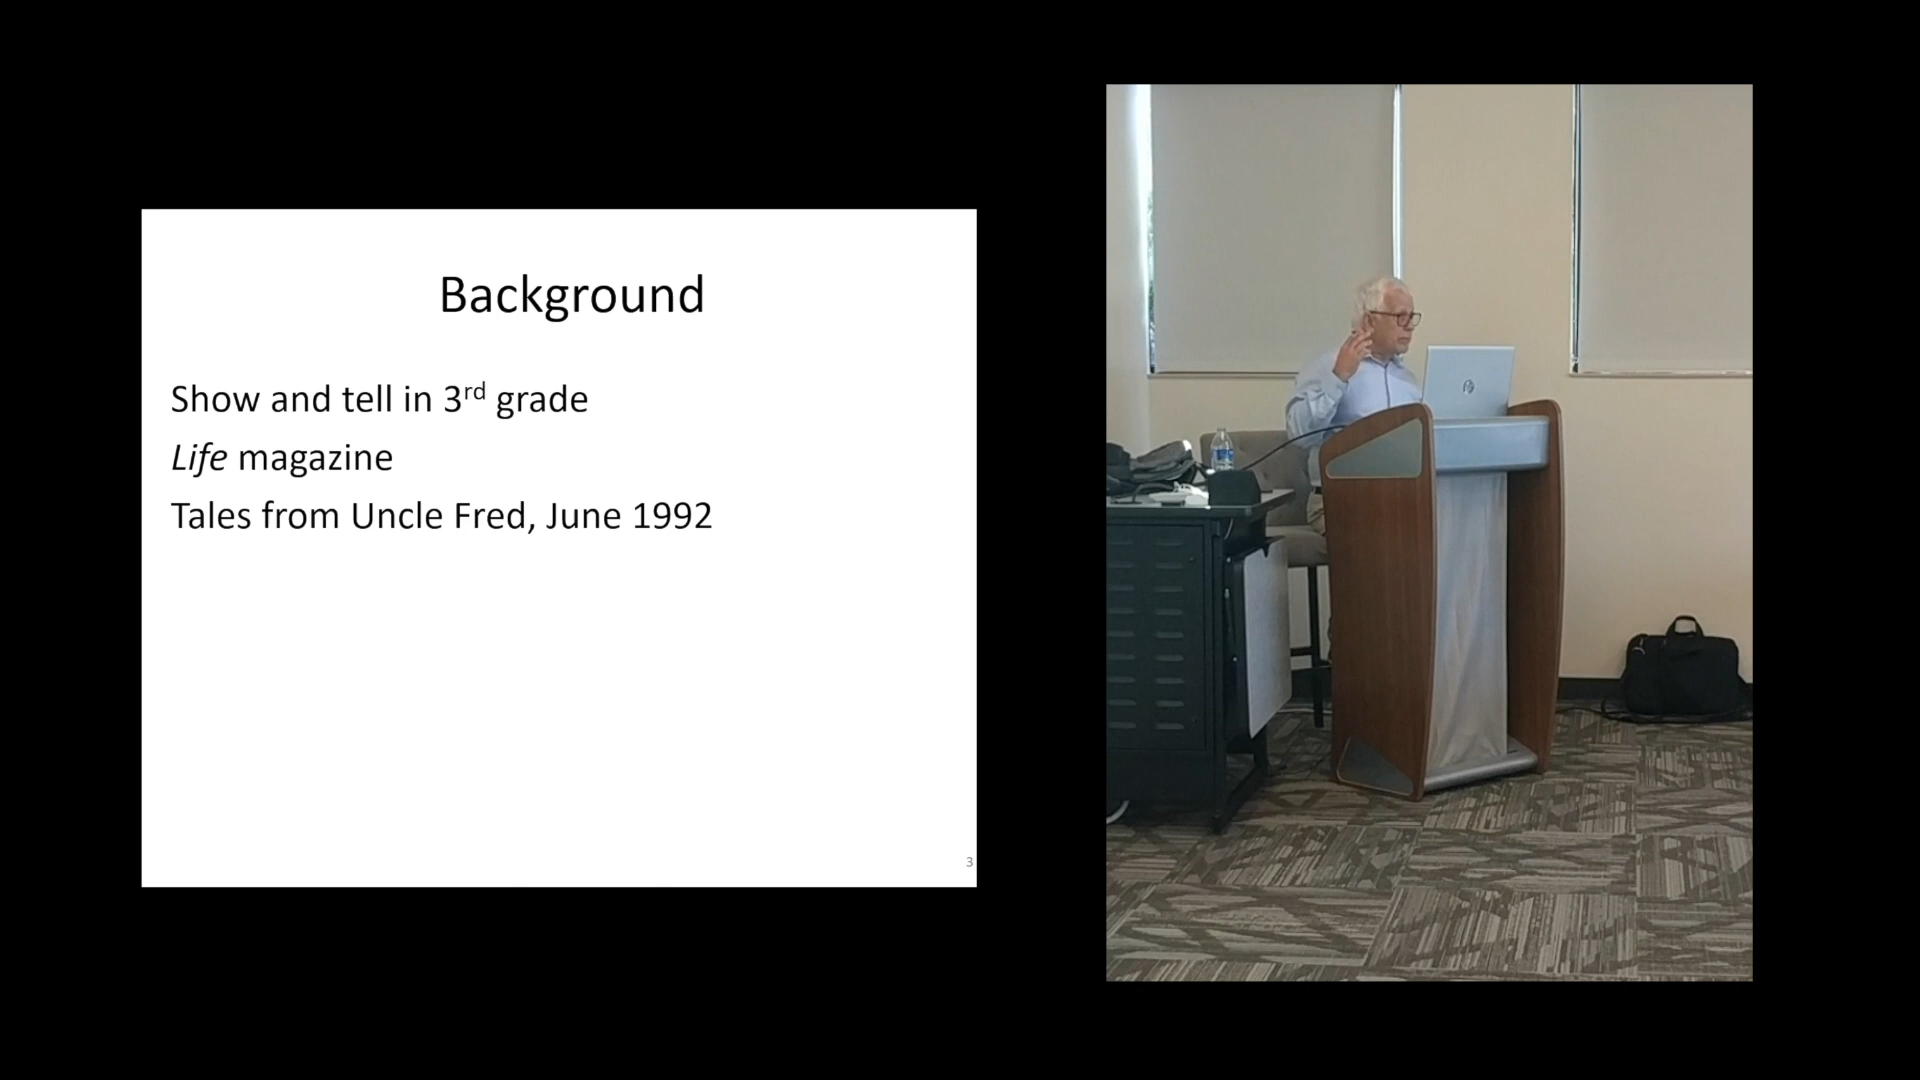 Background
Show and tell in 3rd grade
Life magazine
Tales from Uncle Fred, June 1992
3